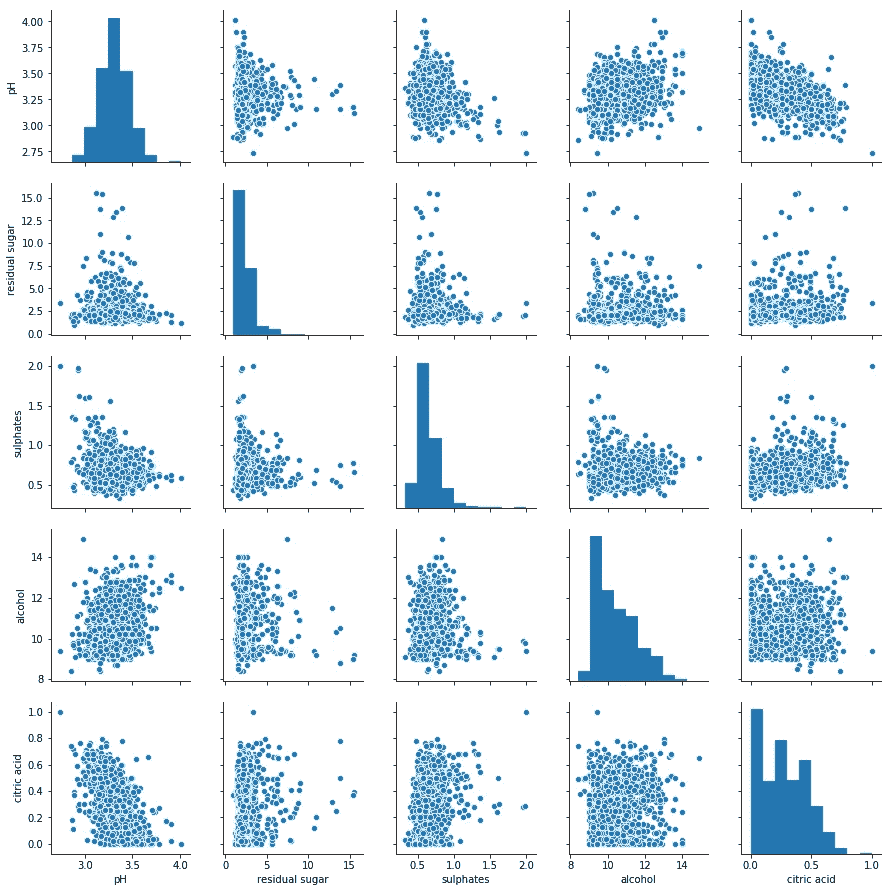 4.00
3.75
3.50
3.25
3.00
2.75
pH
15.0
12.5
10.0
7.5
5.0
2.5
0.0
residual sugar
2.0
1.5
1.0
0.5
sulphates
14
12
10
8
alcohol
1.0
0.8
0.6
0.4
0.2
0.0
citric acid
3.0 3.5 4.0
pH
0 5 10 15
residual sugar
0.5 1.0 1.5 2.0
sulphates
8 10 12 14
alcohol
0.0 0.5 1.0
citric acid